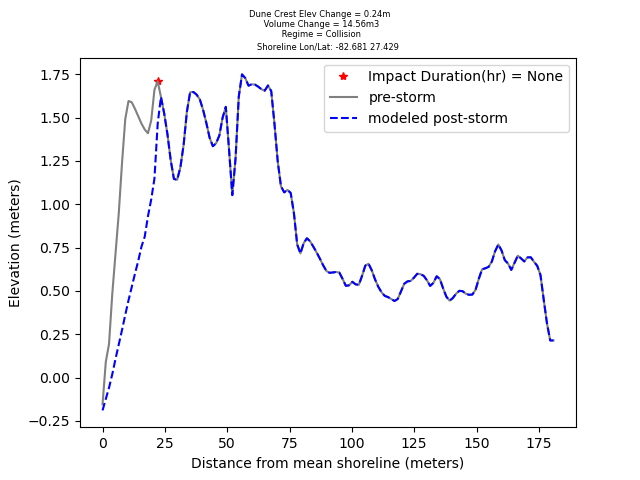 Dune Crest Elev Change = 0.24m
Volume Change = 14.56m3
Regime = Collision
Shoreline Lon/Lat: -82.681 27.429
Impact Duration(hr) = None
pre-storm
modeled post-storm
Elevation (meters)
1.75
1.50
1.25
1.00
0.75
0.50
0.25
0.00
−0.25
0
25
50
75
100
125
150
175
Distance from mean shoreline (meters)